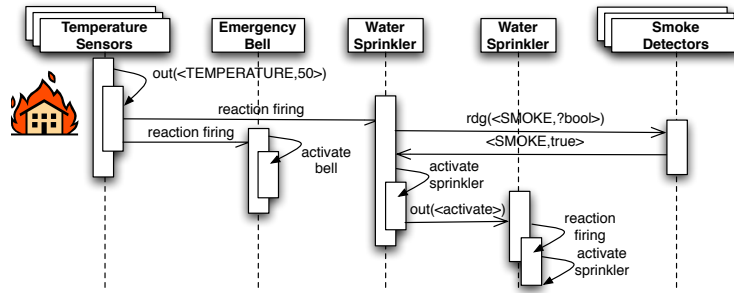 Temperature
Sensors
Emergency
Bell
Water
Sprinkler
Water
Sprinkler
Smoke
Detectors
out(<TEMPERATURE,50>)
reaction firing
rdg(<SMOKE,?bool>)
reaction firing
<SMOKE,true>
activate
bell
activate
sprinkler
out(<activate>)
reaction
firing
activate
sprinkler